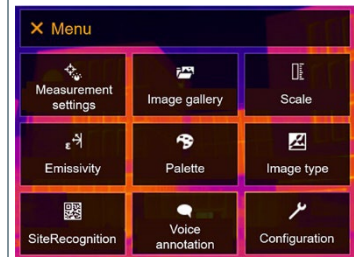 × Menu
Measurement
settings
Image gallery
Scale
ε
Emissivity
Palette
Image type
SiteRecognition
Voice
annotation
Configuration